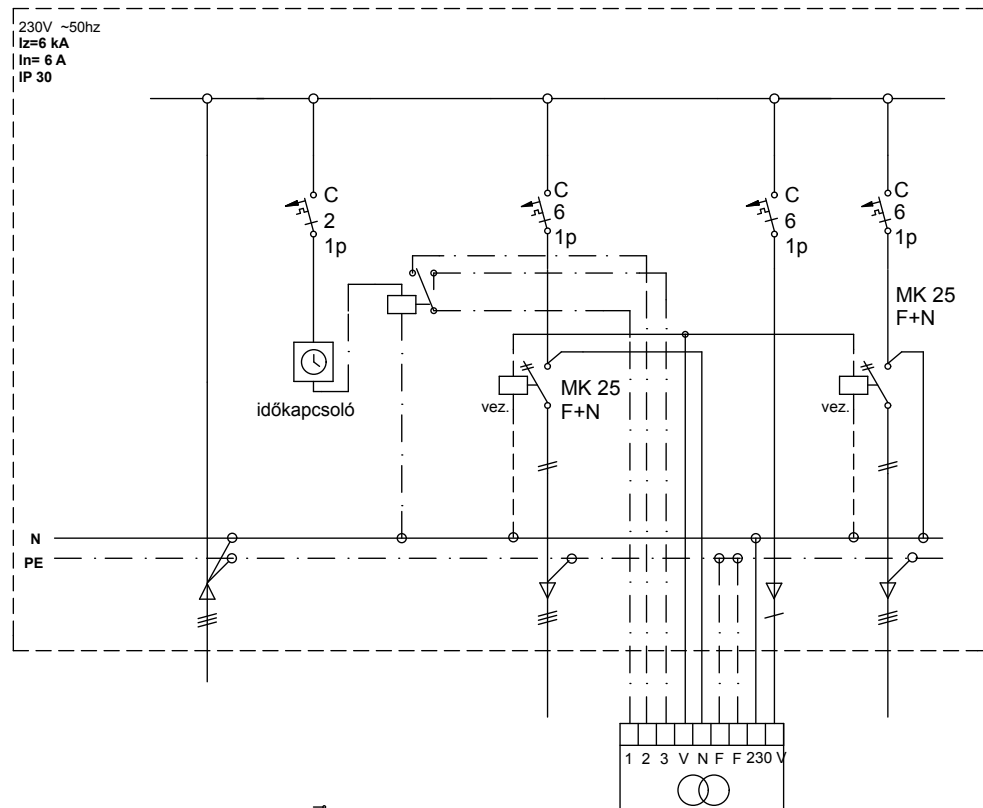 230V ~50hz
Iz=6 kA
In= 6 A
IP 30
C
2
1p
C
6
1p
C
6
1p
C
6
1p
MK 25
F+N
időkapcsoló
vez.
MK 25
F+N
vez.
N
PE
1 2 3 V N F F 230 V